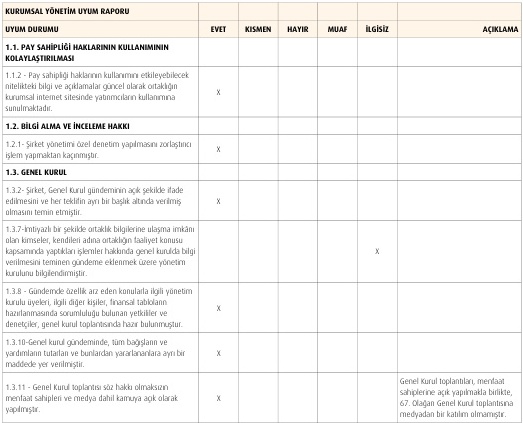 KURUMSAL YÖNETİM UYUM RAPORU
UYUM DURUMU EVET KISMEN HAYIR MUAF İLGİSİZ AÇIKLAMA
1.1. PAY SAHİPLİĞİ HAKLARININ KULLANIMININ
KOLAYLAŞTIRILMASI
1.1.2 - Pay sahipliği haklarının kullanımını etkileyebilecek
nitelikteki bilgi ve açıklamalar güncel olarak ortaklığın
kurumsal internet sitesinde yatırımcıların kullanımına
sunulmaktadır.
X
1.2. BİLGİ ALMA VE İNCELEME HAKKI
1.2.1- Şirket yönetimi özel denetim yapılmasını zorlaştırıcı
işlem yapmaktan kaçınmıştır.
X
1.3. GENEL KURUL
1.3.2- Şirket, Genel Kurul gündeminin açık şekilde ifade
edilmesini ve her teklifin ayrı bir başlık altında verilmiş
olmasını temin etmiştir.
X
1.3.7-İmtiyazlı bir şekilde ortaklık bilgilerine ulaşma imkânı
olan kimseler, kendileri adına ortaklığın faaliyet konusu
kapsamında yaptıkları işlemler hakkında genel kurulda bilgi
verilmesini teminen gündeme eklenmek üzere yönetim
kurulunu bilgilendirmiştir.
X
1.3.8 - Gündemde özellik arz eden konularla ilgili yönetim
kurulu üyeleri, ilgili diğer kişiler, finansal tabloların
hazırlanmasında sorumluluğu bulunan yetkililer ve
denetçiler, genel kurul toplantısında hazır bulunmuştur.
X
1.3.10-Genel kurul gündeminde, tüm bağışların ve
yardımların tutarları ve bunlardan yararlananlara ayrı bir
maddede yer verilmiştir.
X
1.3.11 - Genel Kurul toplantısı söz hakkı olmaksızın
menfaat sahipleri ve medya dahil kamuya açık olarak
yapılmıştır.
X
Genel Kurul toplantıları, menfaat
sahiplerine açık yapılmakla birlikte,
67. Olağan Genel Kurul toplantısına
medyadan bir katılım olmamıştır.